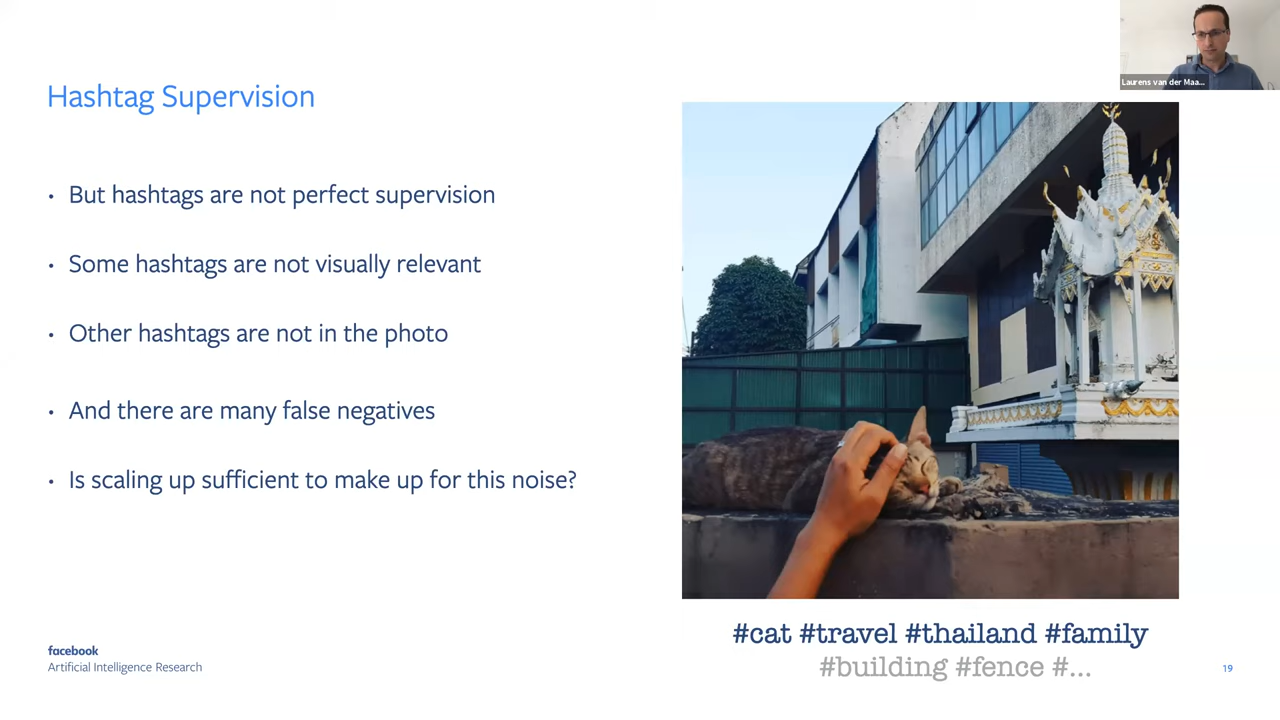 Laurens van der Maa...
Hashtag Supervision
• But hashtags are not perfect supervision
• Some hashtags are not visually relevant
• Other hashtags are not in the photo
• And there are many false negatives
• Is scaling up sufficient to make up for this noise?
#cat #travel #thailand #family
#building #fence #...
facebook
Artificial Intelligence Research
19